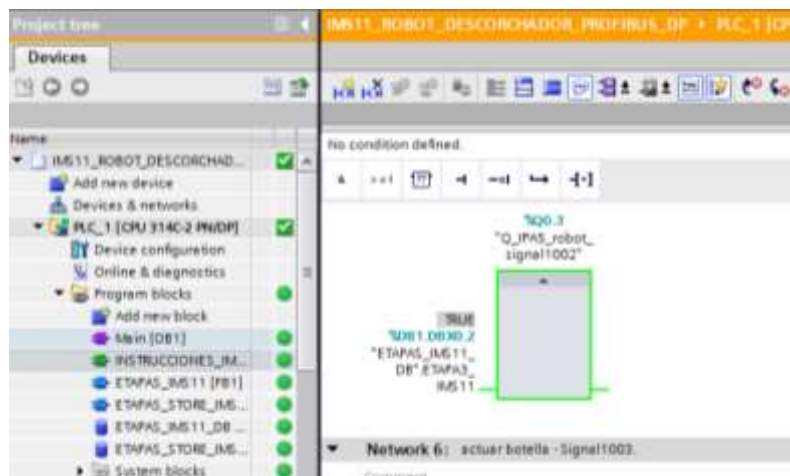 Project tree
IMS11_ROBOT_DESCORCHADOR_PROFIBUS_DP PLC_1 [CP
Devices
Name
No condition defined.
IMS11_ROBOT_DESCORCHAD...
Add new device
Devices & networks
PLC_1 [CPU 314C-2 PN/DP]
Device configuration
Online & diagnostics
Program blocks
Add new block
Main [OB1]
INSTRUCCIONES_IM...
ETAPAS_IMS11 [FB1]
ETAPAS_STORE_IMS...
ETAPAS_IMS11_DB ...
ETAPAS_STORE_IMS...
System blocks
&
%Q0.3
"Q_IPAS_robot_
signal1002"
=
TRUE
%DB1.DBX0.2
"ETAPAS_IMS11_
DB".ETAPA3_
IMS11
Network 6: actuar botella - Signal1003.
Comment